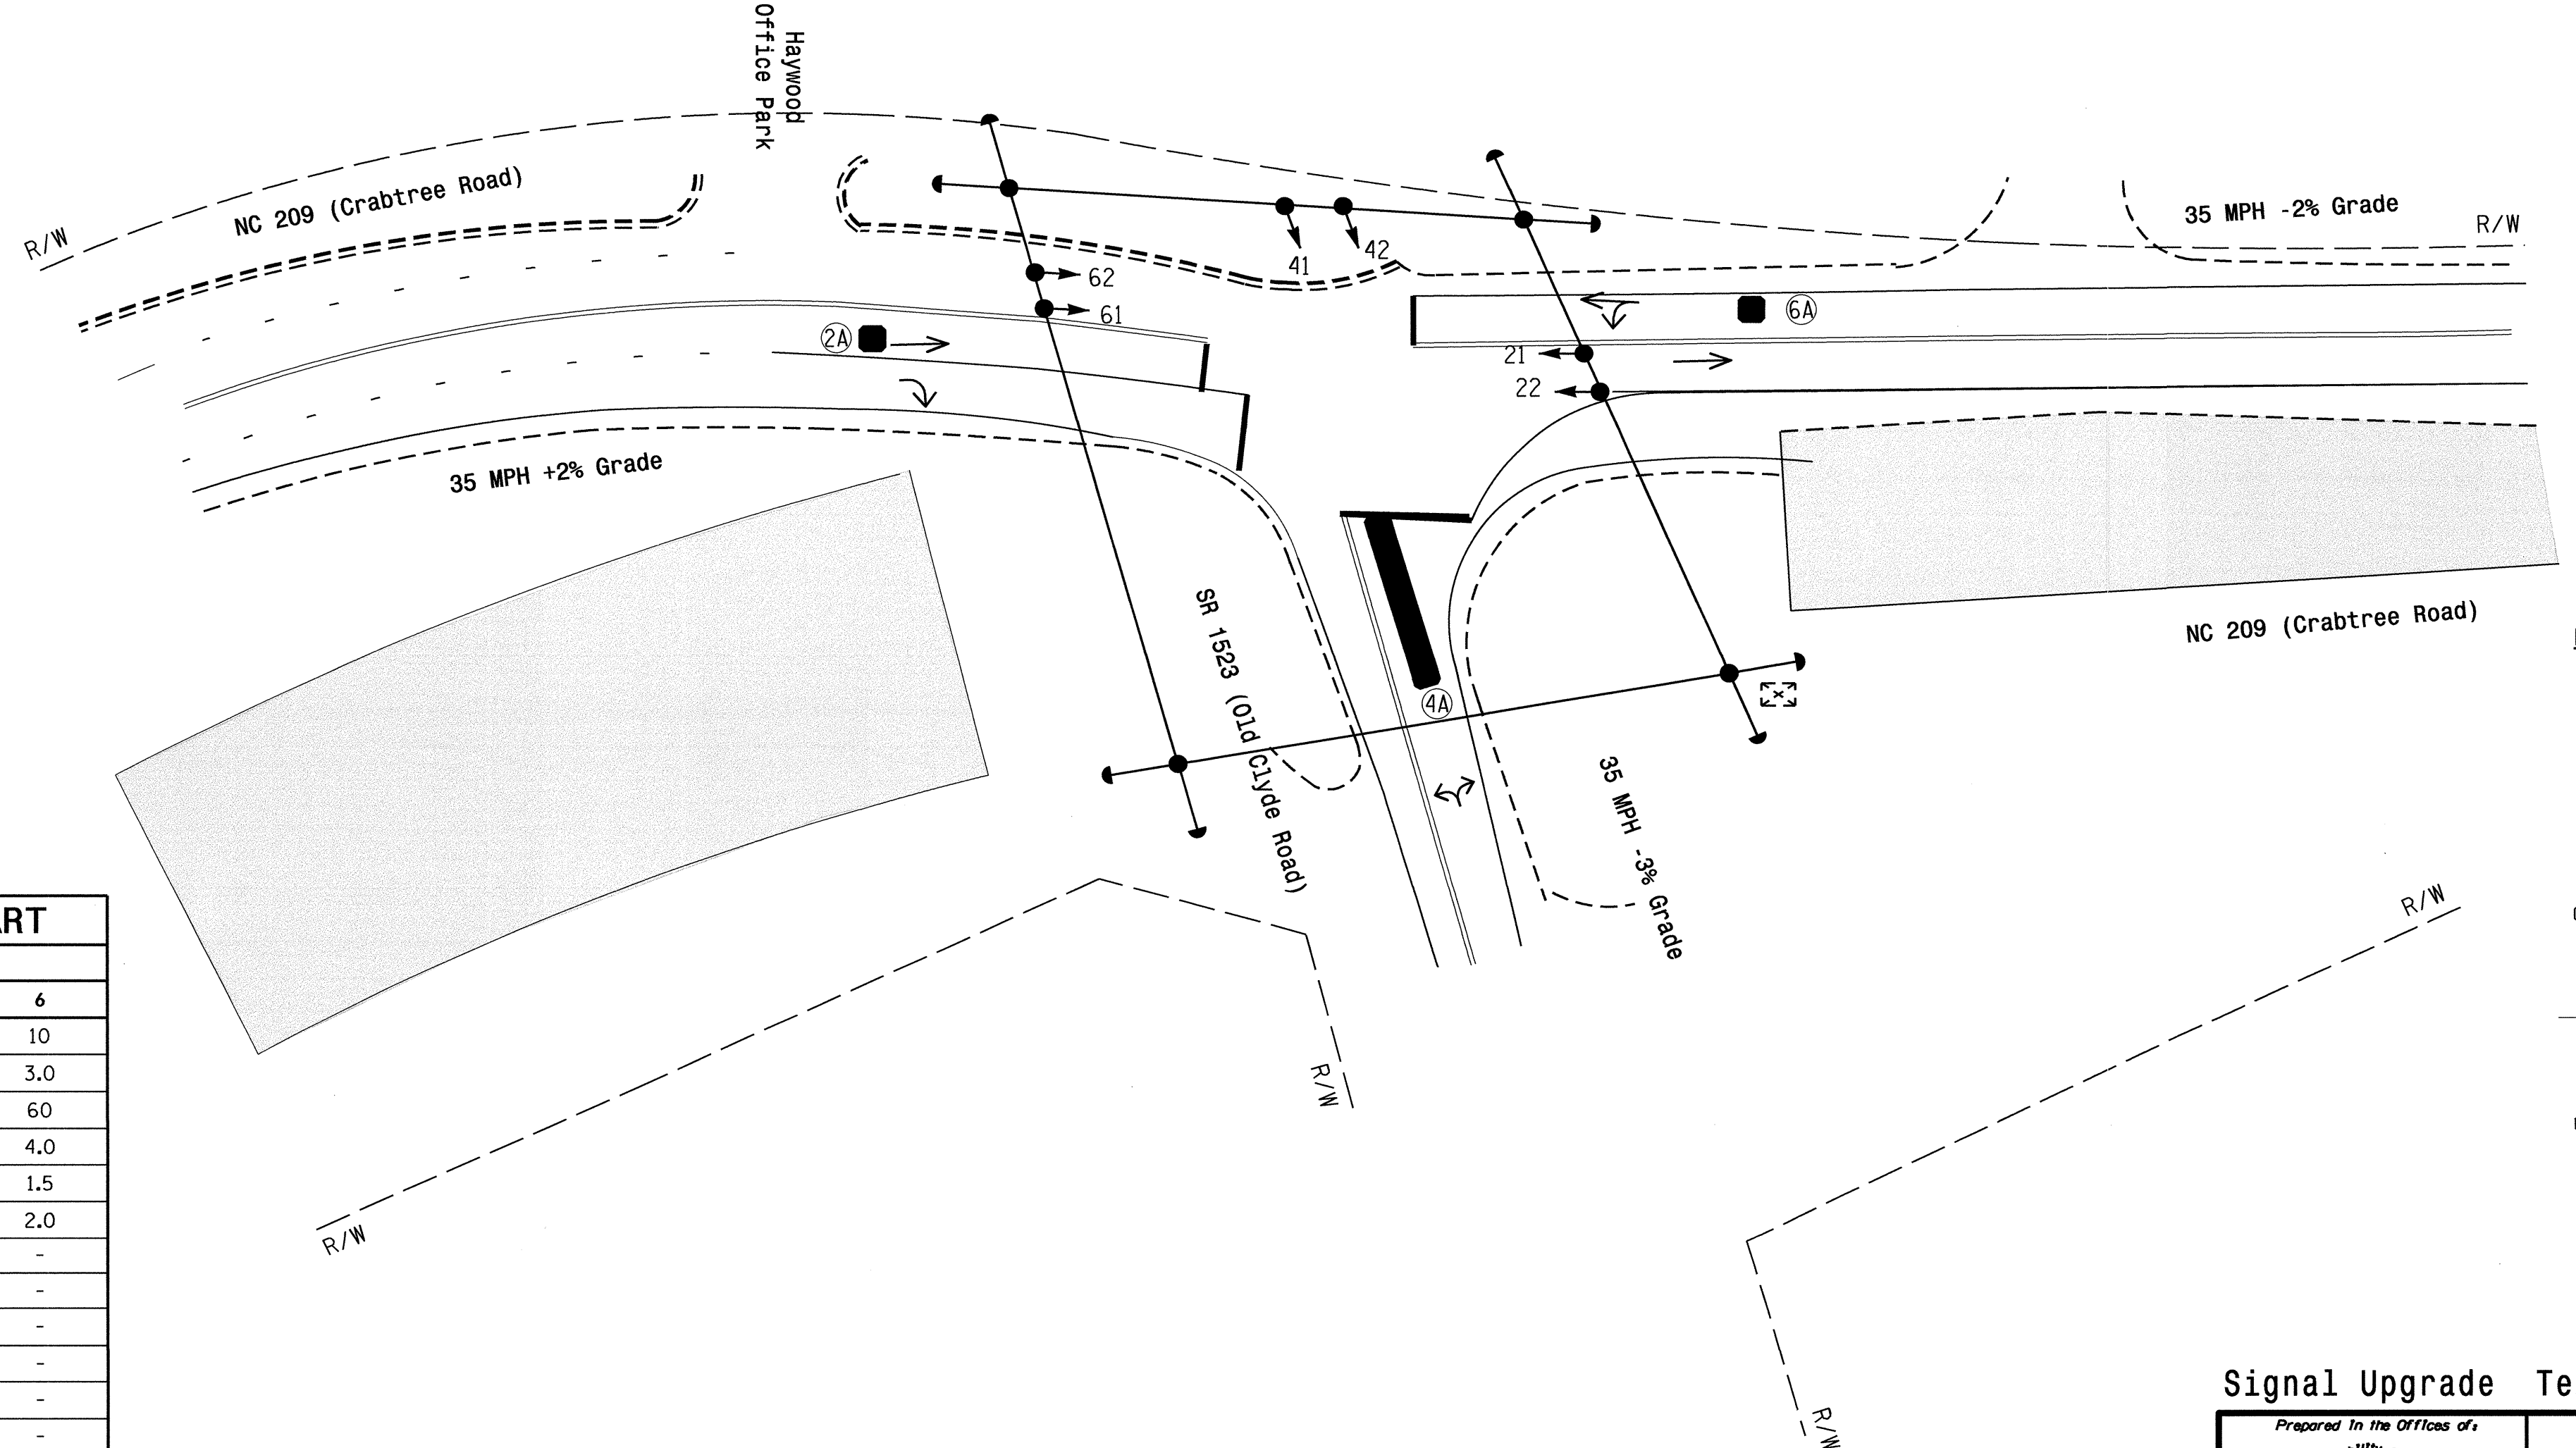 Haywood
Office Park
R/W
NC 209 (Crabtree Road)
35 MPH -2% Grade
R/W
62
61
41
42
2A
6A
21
22
35 MPH +2% Grade
SR 1523 (Old Clyde Road)
4A
x
35 MPH -3% Grade
NC 209 (Crabtree Road)
R/W
R/W
R/W
R/W
6
10
3.0
60
4.0
1.5
2.0
-
-
-
-
-
-
Signal Upgrade
Prepared in the Offices of: